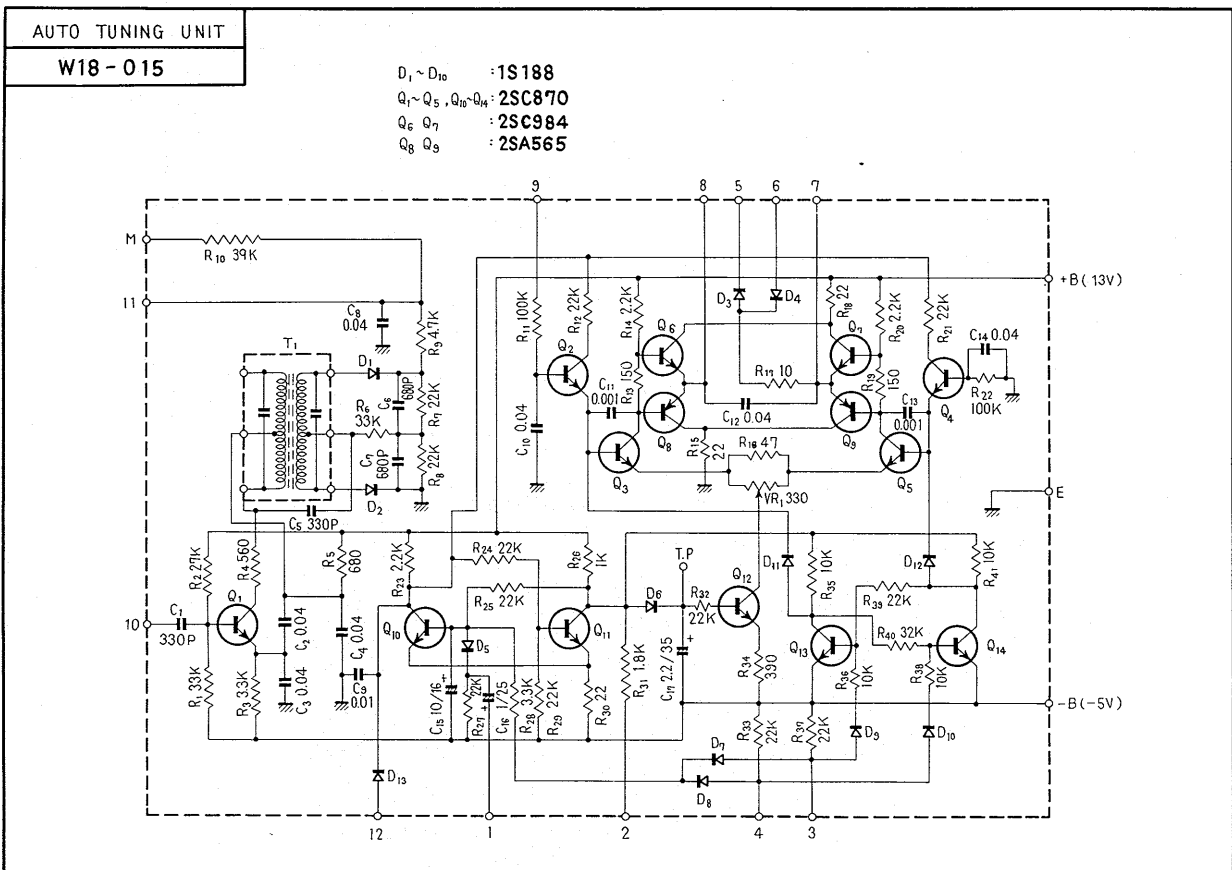 AUTO TUNING UNIT
W18-015
D₁~D₁₀ :1S188
Q₁~Q₅ ,Q₁₀~Q₁₄ :2SC870
Q₆ Q₇ :2SC984
Q₈ Q₉ :2SA565
9
8
5
6
7
M
R₁₀ 39K
11
C₈
0.04
R₉ 4.7K
T₁
D₁
C₆
680P
R₆
33K
R₇ 22K
C₇
680P
R₈ 22K
D₂
C₅ 330P
R₁₁ 100K
R₁₂ 22K
R₁₄ 2.2K
Q₂
Q₆
C₁₁
0.001
R₁₃ 150
Q₈
C₁₀ 0.04
Q₃
D₃
D₄
R₁₇ 10
C₁₂ 0.04
R₁₅
22
R₁₆ 47
VR₁ 330
R₁₈ 22
Q₇
R₂₀ 2.2K
R₁₉
150
C₁₃
0.001
Q₉
Q₅
R₂₁ 22K
C₁₄ 0.04
R₂₂
100K
Q₄
+B(13V)
E
R₂ 27K
R₄ 560
R₅
680
R₂₃ 2.2K
R₂₄ 22K
R₂₅ 22K
R₂₆
1K
10
C₁
330P
Q₁
C₂ 0.04
C₄ 0.04
R₁ 33K
R₃ 3.3K
C₃ 0.04
C₉
0.01
Q₁₀
D₅
Q₁₁
C₁₅ 10/16
+
R₂₇ 22K
+
C₁₆ 1/25
R₂₈ 3.3K
R₂₉ 22K
R₃₀ 22
R₃₁ 1.8K
D₆
T.P
R₃₂
22K
Q₁₂
C₁₇ 2.2/35
+
R₃₄
390
R₃₃
22K
D₁₁
R₃₅
10K
D₁₂
R₄₁ 10K
R₃₉ 22K
R₄₀ 32K
Q₁₃
Q₁₄
R₃₆
10K
R₃₈
10K
-B(-5V)
R₃₇
22K
D₉
D₁₀
D₇
D₈
D₁₃
12
1
2
4
3